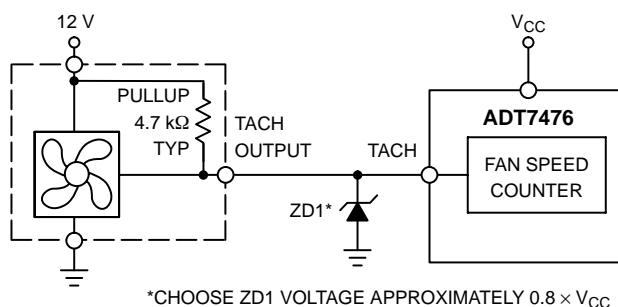 12 V
V_CC
PULLUP
4.7 kΩ
TYP
TACH
OUTPUT
TACH
ADT7476
FAN SPEED
COUNTER
ZD1*
*CHOOSE ZD1 VOLTAGE APPROXIMATELY 0.8 × V_CC